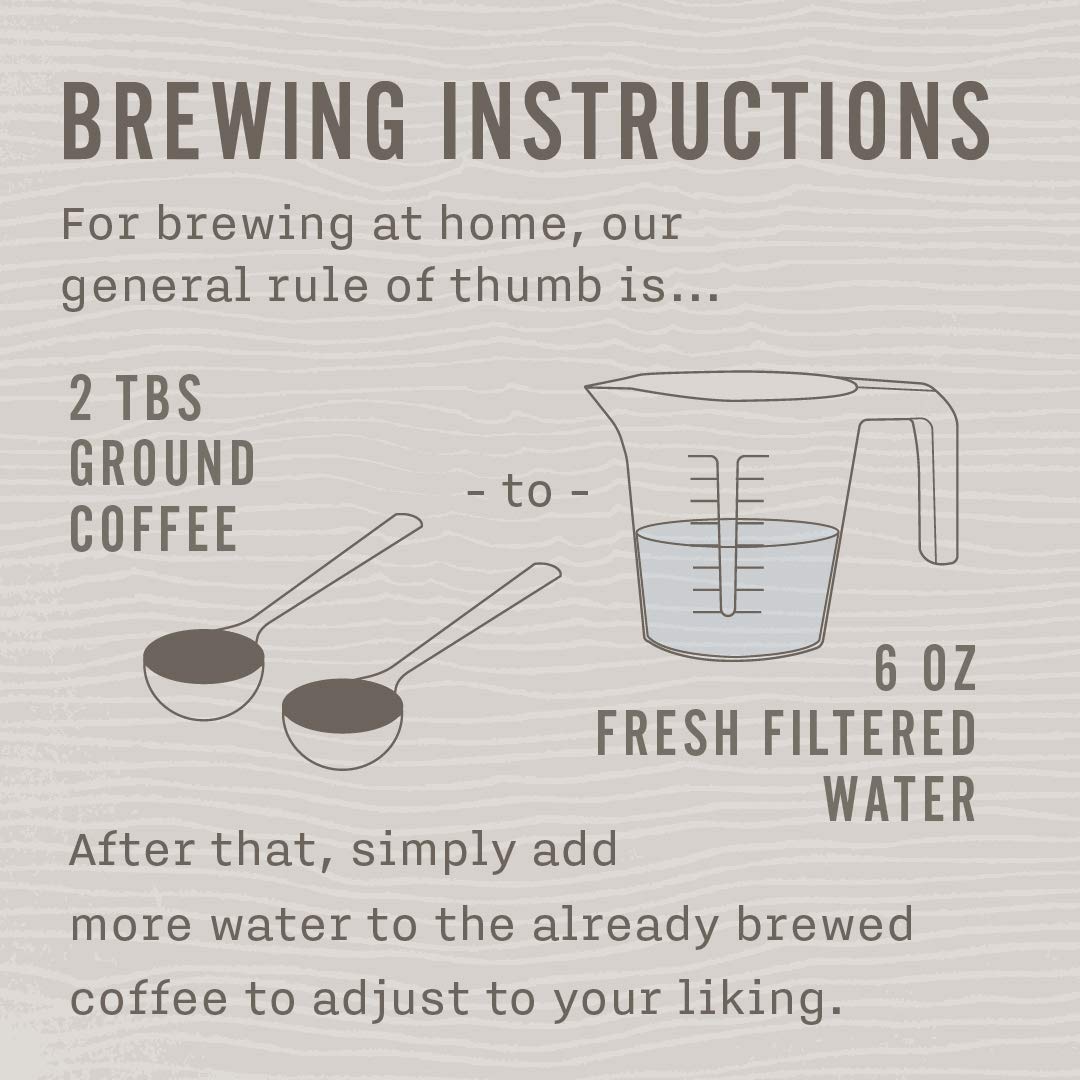 BREWING INSTRUCTIONS
For brewing at home, our
general rule of thumb is...
2 TBS
GROUND
COFFEE
- to -
6 OZ
FRESH FILTERED
WATER
After that, simply add
more water to the already brewed
coffee to adjust to your liking.